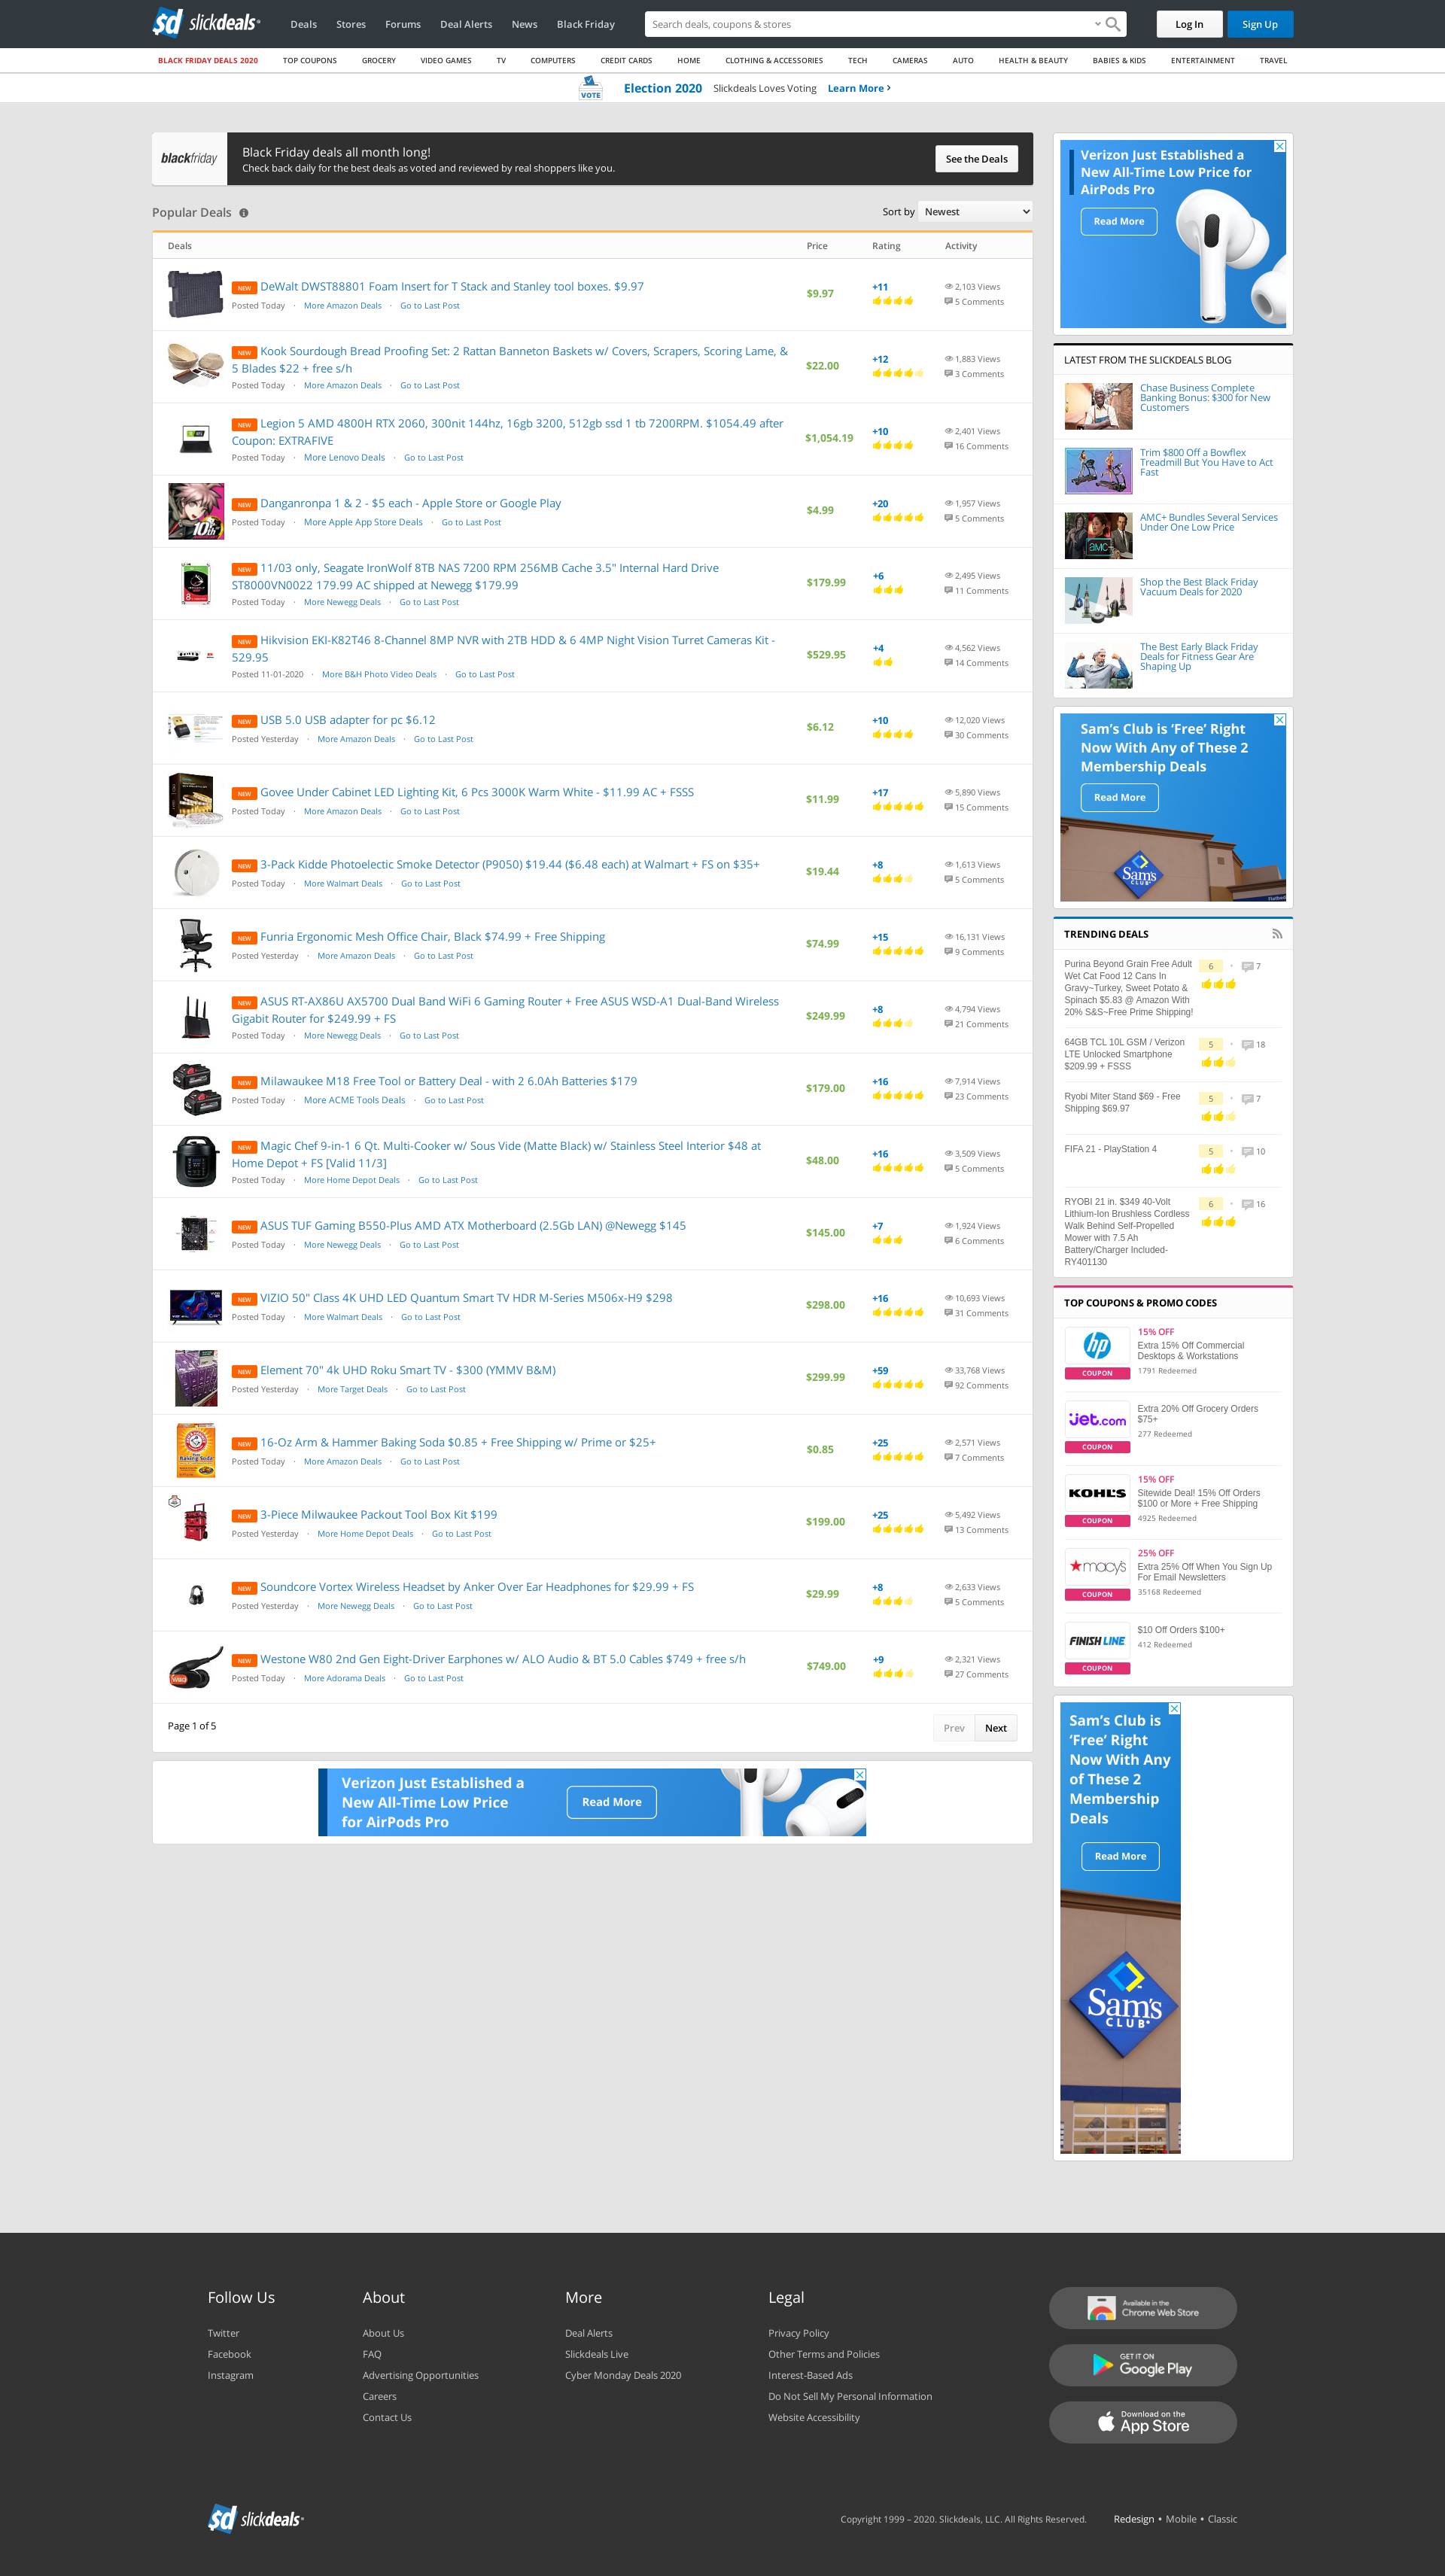 slickdeals
Deals Stores Forums Deal Alerts News Black Friday
Search deals, coupons & stores
Log In Sign Up
BLACK FRIDAY DEALS 2020 TOP COUPONS GROCERY VIDEO GAMES TV COMPUTERS CREDIT CARDS HOME CLOTHING & ACCESSORIES TECH CAMERAS AUTO HEALTH & BEAUTY BABIES & KIDS ENTERTAINMENT TRAVEL
VOTE Election 2020 Slickdeals Loves Voting Learn More
blackfriday
Black Friday deals all month long!
Check back daily for the best deals as voted and reviewed by real shoppers like you.
See the Deals
Popular Deals
Sort by Newest
Deals Price Rating Activity
NEW DeWalt DWST88801 Foam Insert for T Stack and Stanley tool boxes. $9.97
Posted Today · More Amazon Deals · Go to Last Post
$9.97
+11
2,103 Views
5 Comments
NEW Kook Sourdough Bread Proofing Set: 2 Rattan Banneton Baskets w/ Covers, Scrapers, Scoring Lame, &
5 Blades $22 + free s/h
Posted Today · More Amazon Deals · Go to Last Post
$22.00
+12
1,883 Views
3 Comments
NEW Legion 5 AMD 4800H RTX 2060, 300nit 144hz, 16gb 3200, 512gb ssd 1 tb 7200RPM. $1054.49 after
Coupon: EXTRAFIVE
Posted Today · More Lenovo Deals · Go to Last Post
$1,054.19
+10
2,401 Views
16 Comments
NEW Danganronpa 1 & 2 - $5 each - Apple Store or Google Play
Posted Today · More Apple App Store Deals · Go to Last Post
$4.99
+20
1,957 Views
5 Comments
NEW 11/03 only, Seagate IronWolf 8TB NAS 7200 RPM 256MB Cache 3.5" Internal Hard Drive
ST8000VN0022 179.99 AC shipped at Newegg $179.99
Posted Today · More Newegg Deals · Go to Last Post
$179.99
+6
2,495 Views
11 Comments
NEW Hikvision EKI-K82T46 8-Channel 8MP NVR with 2TB HDD & 6 4MP Night Vision Turret Cameras Kit -
529.95
Posted 11-01-2020 · More B&H Photo Video Deals · Go to Last Post
$529.95
+4
4,562 Views
14 Comments
NEW USB 5.0 USB adapter for pc $6.12
Posted Yesterday · More Amazon Deals · Go to Last Post
$6.12
+10
12,020 Views
30 Comments
NEW Govee Under Cabinet LED Lighting Kit, 6 Pcs 3000K Warm White - $11.99 AC + FSSS
Posted Today · More Amazon Deals · Go to Last Post
$11.99
+17
5,890 Views
15 Comments
NEW 3-Pack Kidde Photoelectic Smoke Detector (P9050) $19.44 ($6.48 each) at Walmart + FS on $35+
Posted Today · More Walmart Deals · Go to Last Post
$19.44
+8
1,613 Views
5 Comments
NEW Funria Ergonomic Mesh Office Chair, Black $74.99 + Free Shipping
Posted Yesterday · More Amazon Deals · Go to Last Post
$74.99
+15
16,131 Views
9 Comments
NEW ASUS RT-AX86U AX5700 Dual Band WiFi 6 Gaming Router + Free ASUS WSD-A1 Dual-Band Wireless
Gigabit Router for $249.99 + FS
Posted Today · More Newegg Deals · Go to Last Post
$249.99
+8
4,794 Views
21 Comments
NEW Milawaukee M18 Free Tool or Battery Deal - with 2 6.0Ah Batteries $179
Posted Today · More ACME Tools Deals · Go to Last Post
$179.00
+16
7,914 Views
23 Comments
NEW Magic Chef 9-in-1 6 Qt. Multi-Cooker w/ Sous Vide (Matte Black) w/ Stainless Steel Interior $48 at
Home Depot + FS [Valid 11/3]
Posted Today · More Home Depot Deals · Go to Last Post
$48.00
+16
3,509 Views
5 Comments
NEW ASUS TUF Gaming B550-Plus AMD ATX Motherboard (2.5Gb LAN) @Newegg $145
Posted Today · More Newegg Deals · Go to Last Post
$145.00
+7
1,924 Views
6 Comments
NEW VIZIO 50" Class 4K UHD LED Quantum Smart TV HDR M-Series M506x-H9 $298
Posted Today · More Walmart Deals · Go to Last Post
$298.00
+16
10,693 Views
31 Comments
NEW Element 70" 4k UHD Roku Smart TV - $300 (YMMV B&M)
Posted Yesterday · More Target Deals · Go to Last Post
$299.99
+59
33,768 Views
92 Comments
NEW 16-Oz Arm & Hammer Baking Soda $0.85 + Free Shipping w/ Prime or $25+
Posted Today · More Amazon Deals · Go to Last Post
$0.85
+25
2,571 Views
7 Comments
NEW 3-Piece Milwaukee Packout Tool Box Kit $199
Posted Yesterday · More Home Depot Deals · Go to Last Post
$199.00
+25
5,492 Views
13 Comments
NEW Soundcore Vortex Wireless Headset by Anker Over Ear Headphones for $29.99 + FS
Posted Yesterday · More Newegg Deals · Go to Last Post
$29.99
+8
2,633 Views
5 Comments
NEW Westone W80 2nd Gen Eight-Driver Earphones w/ ALO Audio & BT 5.0 Cables $749 + free s/h
Posted Today · More Adorama Deals · Go to Last Post
$749.00
+9
2,321 Views
27 Comments
Page 1 of 5
Prev Next
Verizon Just Established a
New All-Time Low Price
for AirPods Pro
Read More
Verizon Just Established a
New All-Time Low Price for
AirPods Pro
Read More
LATEST FROM THE SLICKDEALS BLOG
Chase Business Complete
Banking Bonus: $300 for New
Customers
Trim $800 Off a Bowflex
Treadmill But You Have to Act
Fast
AMC+ Bundles Several Services
Under One Low Price
Shop the Best Black Friday
Vacuum Deals for 2020
The Best Early Black Friday
Deals for Fitness Gear Are
Shaping Up
Sam's Club is 'Free' Right
Now With Any of These 2
Membership Deals
Read More
Sam's
CLUB
TRENDING DEALS
Purina Beyond Grain Free Adult
Wet Cat Food 12 Cans In
Gravy~Turkey, Sweet Potato &
Spinach $5.83 @ Amazon With
20% S&S~Free Prime Shipping!
6 · 7
64GB TCL 10L GSM / Verizon
LTE Unlocked Smartphone
$209.99 + FSSS
5 · 18
Ryobi Miter Stand $69 - Free
Shipping $69.97
5 · 7
FIFA 21 - PlayStation 4
5 · 10
RYOBI 21 in. $349 40-Volt
Lithium-Ion Brushless Cordless
Walk Behind Self-Propelled
Mower with 7.5 Ah
Battery/Charger Included-
RY401130
6 · 16
TOP COUPONS & PROMO CODES
hp
COUPON
15% OFF
Extra 15% Off Commercial
Desktops & Workstations
1791 Redeemed
jet.com
COUPON
Extra 20% Off Grocery Orders
$75+
277 Redeemed
KOHL'S
COUPON
15% OFF
Sitewide Deal! 15% Off Orders
$100 or More + Free Shipping
4925 Redeemed
macy's
COUPON
25% OFF
Extra 25% Off When You Sign Up
For Email Newsletters
35168 Redeemed
FINISH LINE
COUPON
$10 Off Orders $100+
412 Redeemed
Sam's Club is
'Free' Right
Now With Any
of These 2
Membership
Deals
Read More
Sam's
CLUB
Follow Us
Twitter
Facebook
Instagram
About
About Us
FAQ
Advertising Opportunities
Careers
Contact Us
More
Deal Alerts
Slickdeals Live
Cyber Monday Deals 2020
Legal
Privacy Policy
Other Terms and Policies
Interest-Based Ads
Do Not Sell My Personal Information
Website Accessibility
Available in the
Chrome Web Store
GET IT ON
Google Play
Download on the
App Store
slickdeals
Copyright 1999 – 2020. Slickdeals, LLC. All Rights Reserved.
Redesign • Mobile • Classic